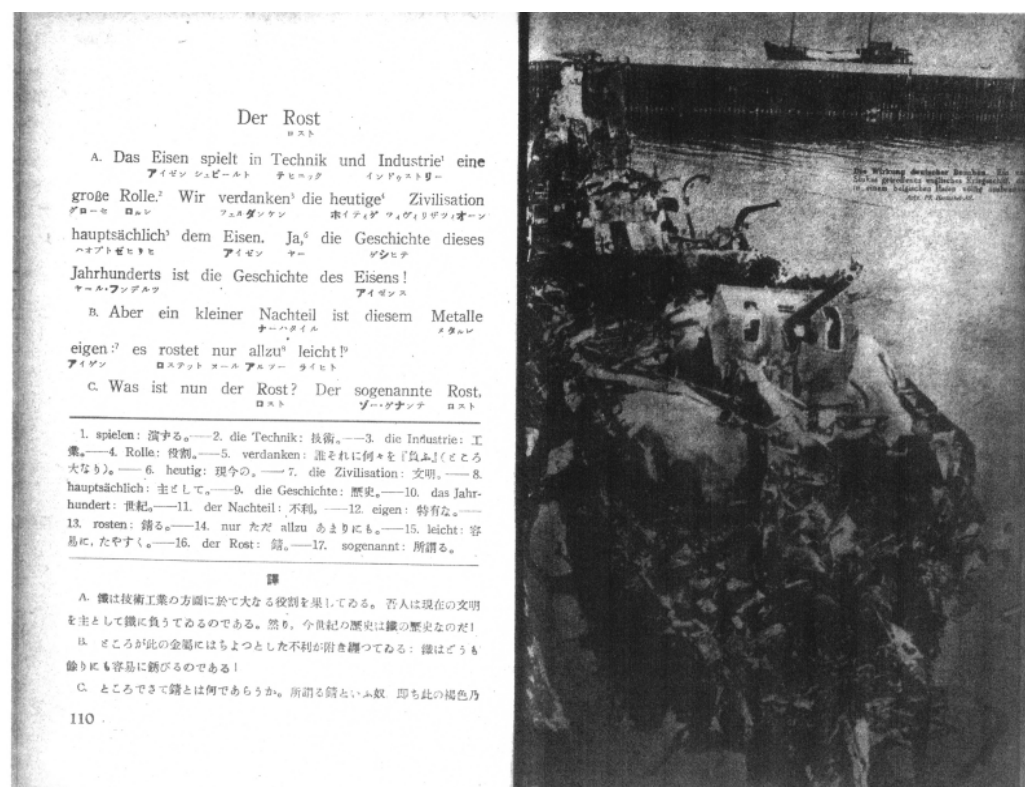 Der Rost
ロスト
A. Das Eisen spielt in Technik und Industrie¹ eine
アイゼン シュピールト テヒニック インドゥストリー
große Rolle.² Wir verdanken³ die heutige⁴ Zivilisation
グローセ ロルレ フェルダンケン ホイティゲ ツィヴィリザツィオーン
hauptsächlich⁵ dem Eisen. Ja,⁶ die Geschichte dieses
ハオプトゼヒリヒ アイゼン ヤー ゲシヒテ
Jahrhunderts ist die Geschichte des Eisens!
ヤール・フンデルツ アイゼンス
B. Aber ein kleiner Nachteil ist diesem Metalle
ナーハタイル メタルレ
eigen:⁷ es rostet nur allzu⁸ leicht!⁹
アイゲン ロステット ヌール アルツー ライヒト
C. Was ist nun der Rost? Der sogenannte Rost,
ロスト ゾー・ゲナンテ ロスト
1. spielen: 演ずる。——2. die Technik: 技術。——3. die Industrie: 工
業。——4. Rolle: 役割。——5. verdanken: 誰それに何々を『負ふ』(ところ
大なり)。——6. heutig: 現今の。——7. die Zivilisation: 文明。——8.
hauptsächlich: 主として。——9. die Geschichte: 歴史。——10. das Jahr-
hundert: 世紀。——11. der Nachteil: 不利。——12. eigen: 特有な。——
13. rosten: 錆る。——14. nur ただ allzu あまりにも。——15. leicht: 容
易に、たやすく。——16. der Rost: 錆。——17. sogenannt: 所謂る。
譯
A. 鐵は技術工業の方面に於て大なる役割を果してゐる。吾人は現在の文明
を主として鐵に負うてゐるのである。然り、今世紀の歴史は鐵の歴史なのだ!
B. ところが此の金屬にはちよつとした不利が附き纏つてゐる: 鐵はどうも
餘りにも容易に錆びるのである!
C. ところでさて錆とは何であらうか。所謂る錆といふ奴、即ち此の褐色乃
110
Die Wirkung deutscher Bomben. Ein von
Stukas getroffenes englisches Kriegsschiff, das
in einem belgischen Hafen völlig